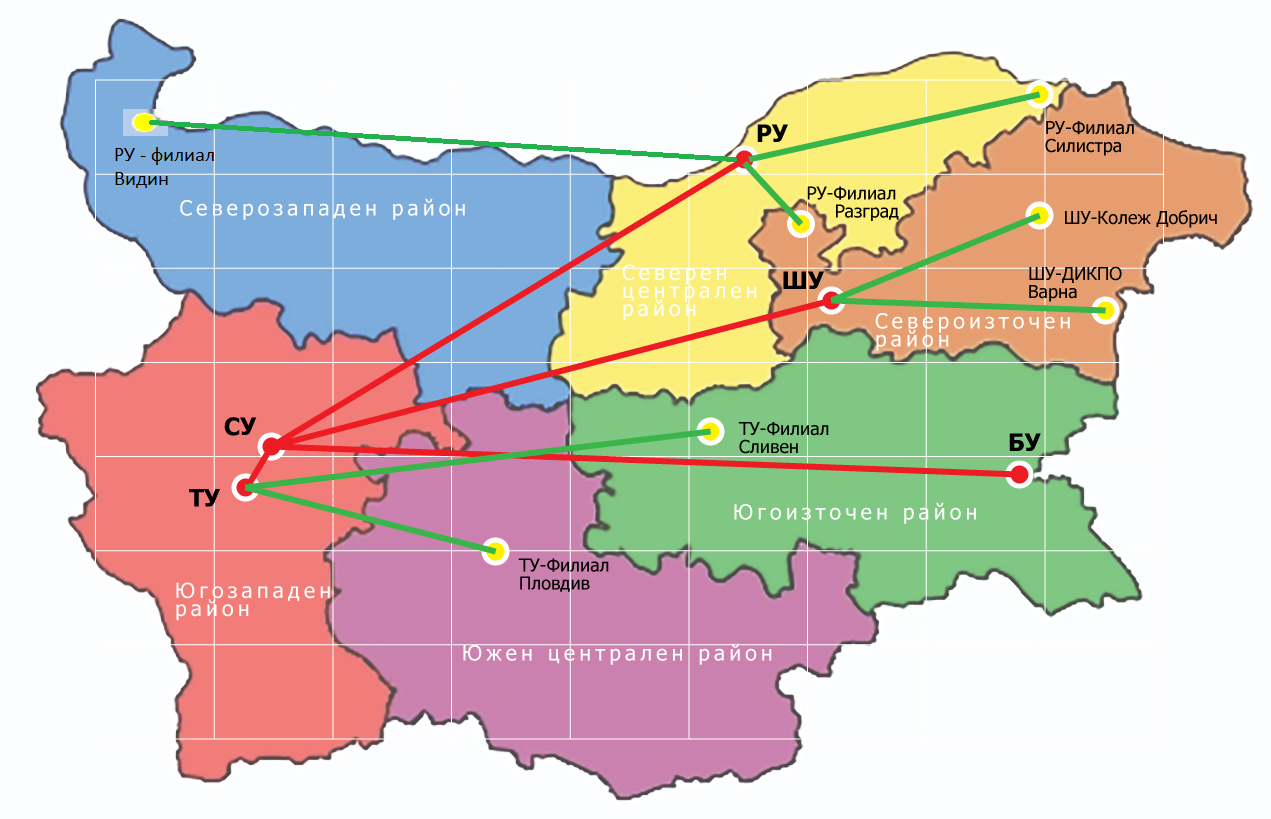 РУ
РУ-Филиал
Силистра
РУ - филиал
Видин
РУ-Филиал
Разград
Северозападен район
ШУ-Колеж Добрич
Северен
централен
район
ШУ
ШУ-ДИКПО
Варна
Североизточен
район
СУ
ТУ-Филиал
Сливен
БУ
ТУ
Югоизточен район
ТУ-Филиал
Пловдив
Югозападен
район
Южен централен район